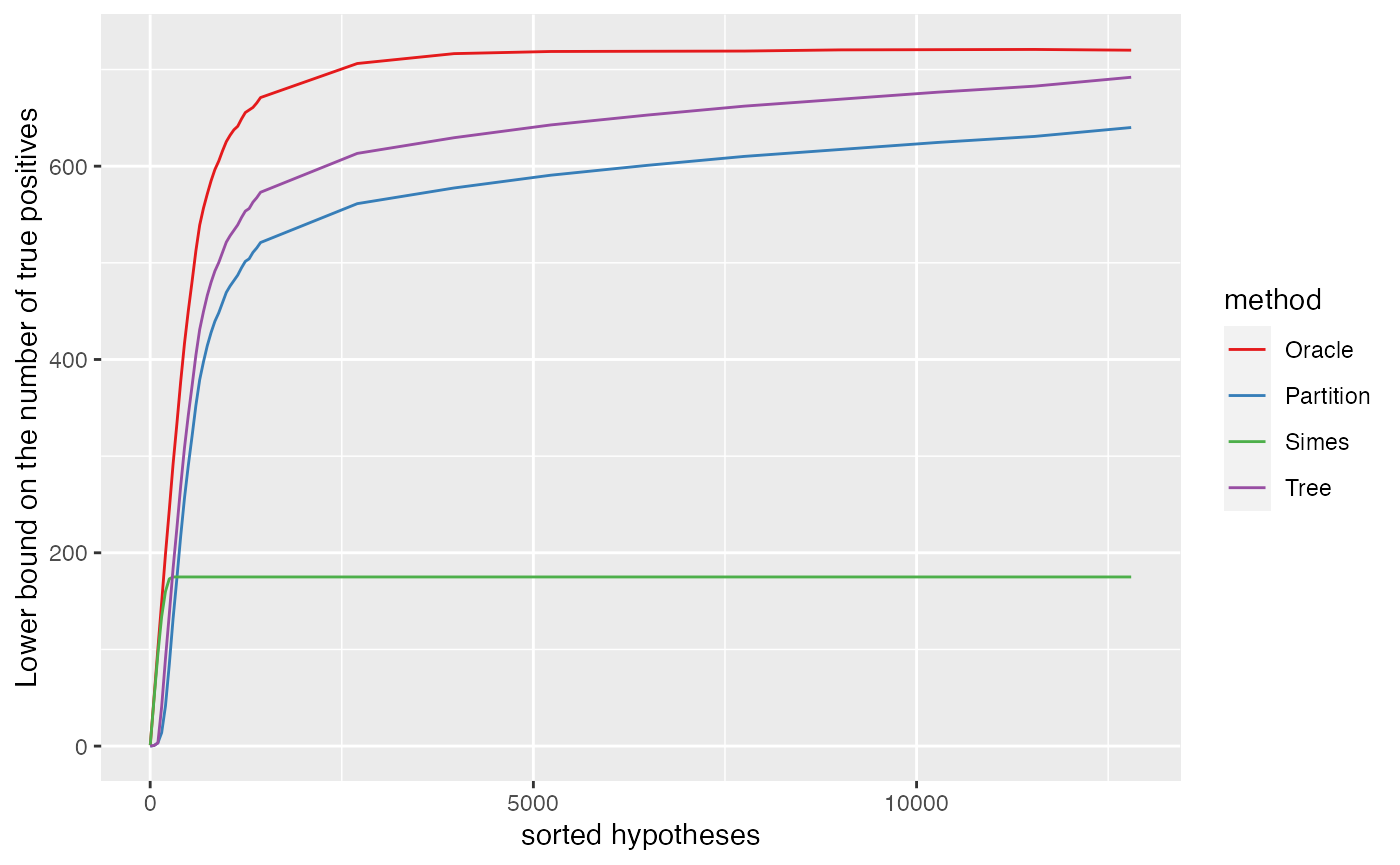 Lower bound on the number of true positives
600
400
200
0
0
5000
10000
sorted hypotheses
method
Oracle
Partition
Simes
Tree